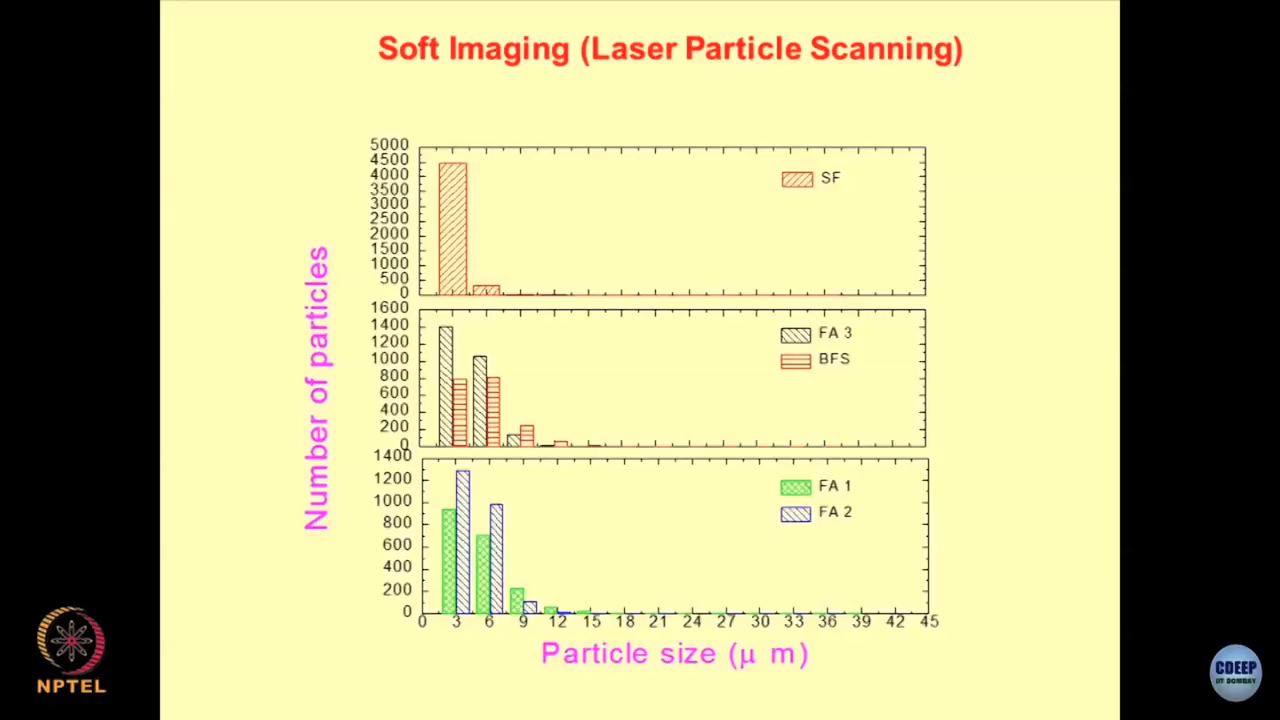 Soft Imaging (Laser Particle Scanning)
Number of particles
5000
4500
4000
3500
3000
2500
2000
1500
1000
500
0
SF
1600
1400
1200
1000
800
600
400
200
0
FA 3
BFS
1400
1200
1000
800
600
400
200
0
FA 1
FA 2
0 3 6 9 12 15 18 21 24 27 30 33 36 39 42 45
Particle size (μ m)
NPTEL
CDEEP
IIT BOMBAY